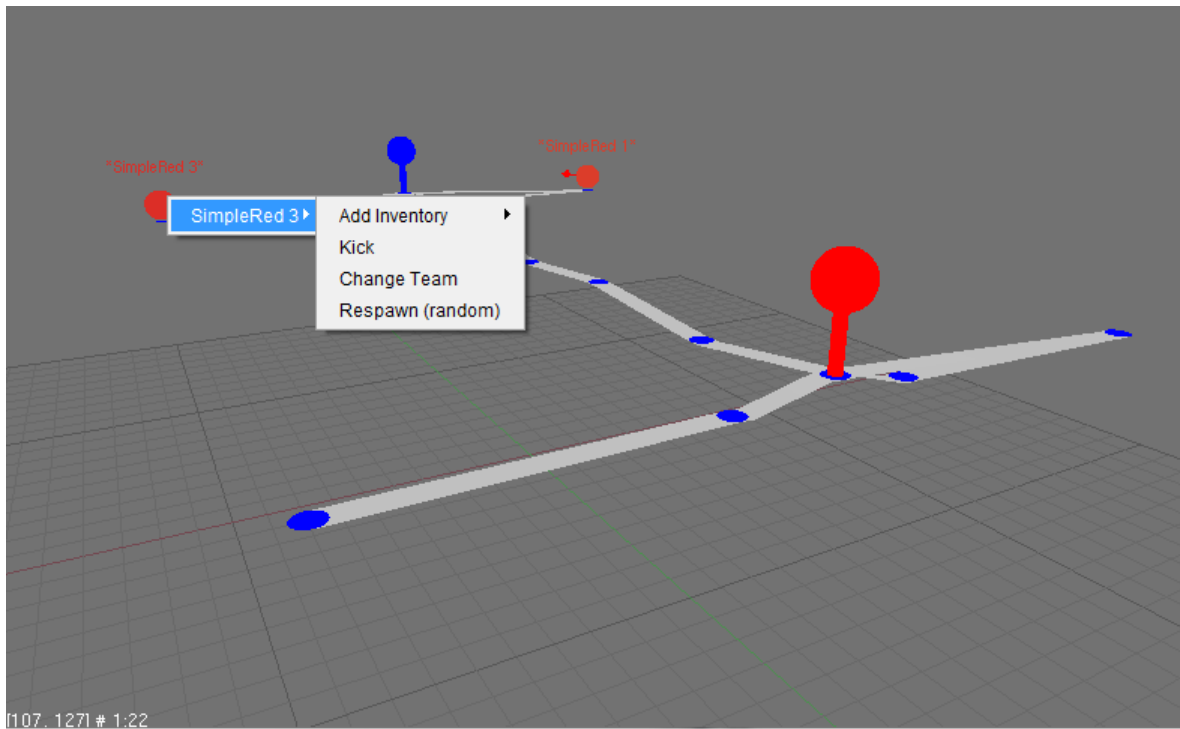 "SimpleRed 1"
"SimpleRed 3"
SimpleRed 3
Add Inventory
Kick
Change Team
Respawn (random)
[107, 127] # 1:22